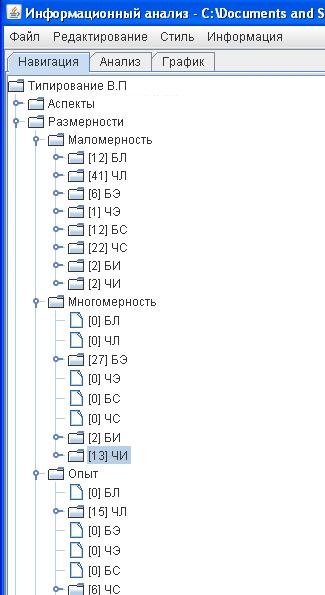 Информационный анализ - C:\Documents and S
Файл Редактирование Стиль Информация
Навигация Анализ График
Типирование В.П
Аспекты
Размерности
Маломерность
[12] БЛ
[41] ЧЛ
[6] БЭ
[1] ЧЭ
[12] БС
[22] ЧС
[2] БИ
[2] ЧИ
Многомерность
[0] БЛ
[0] ЧЛ
[27] БЭ
[0] ЧЭ
[0] БС
[0] ЧС
[2] БИ
[13] ЧИ
Опыт
[0] БЛ
[15] ЧЛ
[0] БЭ
[0] ЧЭ
[0] БС
[6] ЧС